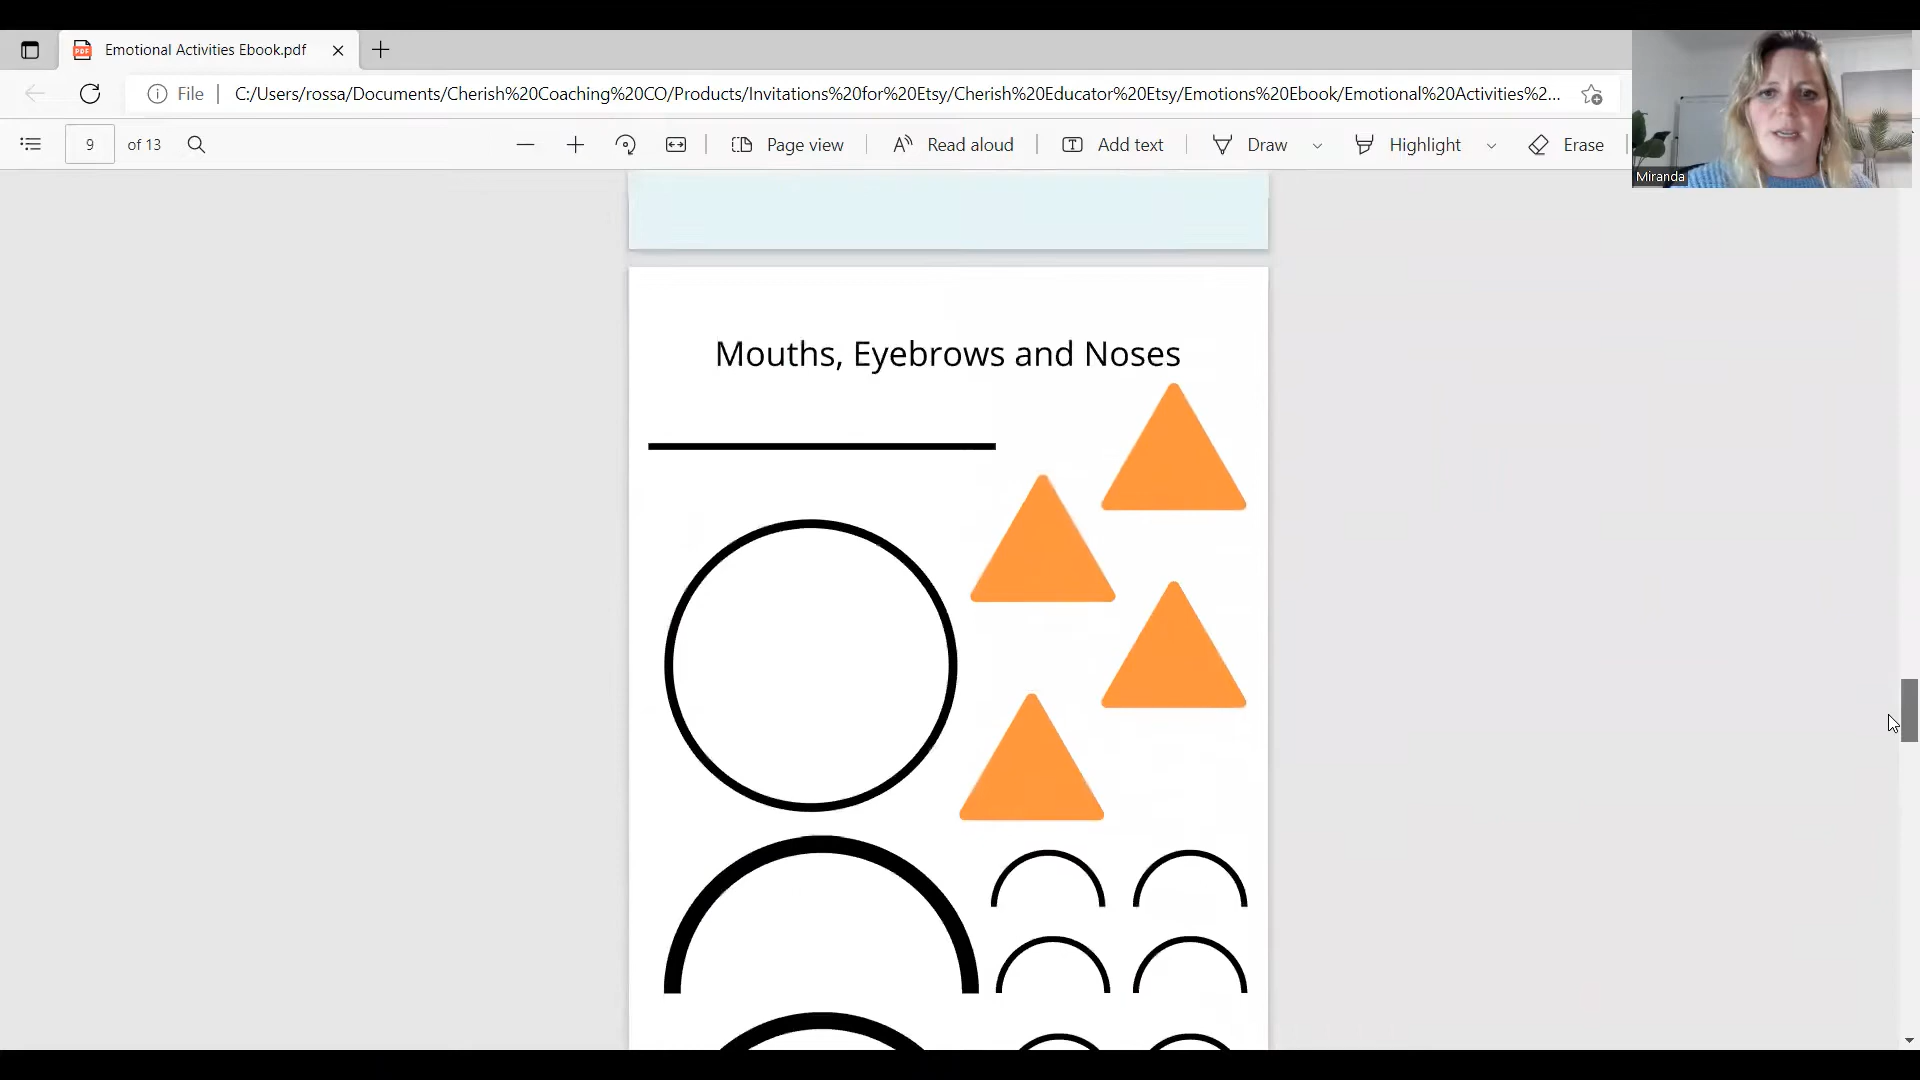 Emotional Activities Ebook.pdf
File
C:/Users/rossa/Documents/Cherish%20Coaching%20CO/Products/Invitations%20for%20Etsy/Cherish%20Educator%20Etsy/Emotions%20Ebook/Emotional%20Activities%2...
9 of 13
Page view
Read aloud
Add text
Draw
Highlight
Erase
Miranda
Mouths, Eyebrows and Noses